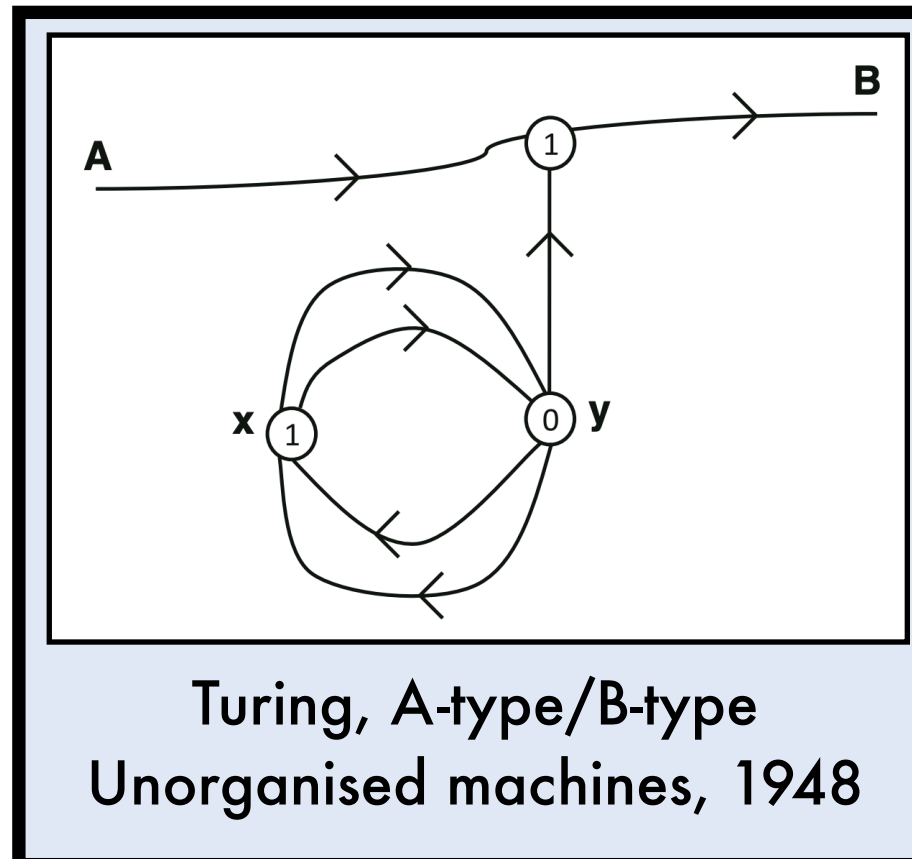 B
A
1
x
1
0
y
Turing, A-type/B-type
Unorganised machines, 1948